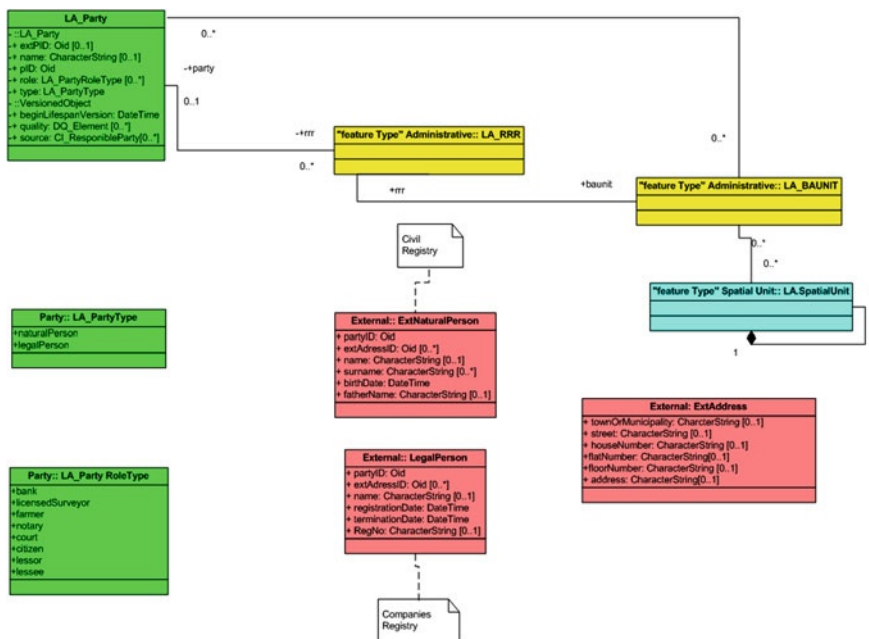 LA_Party
- ::LA_Party
-+ extPID: Oid [0..1]
-+ name: CharacterString [0..1]
-+ pID: Oid
-+ role: LA_PartyRoleType [0..*]
-+ type: LA_PartyType
- ::VersionedObject
-+ beginLifespanVersion: DateTime
-+ quality: DQ_Element [0..*]
-+ source: CI_ResponibleParty[0..*]
0..*
-+party
0..1
-+rrr
0..*
"feature Type" Administrative:: LA_RRR
0..*
+rrr
+baunit
"feature Type" Administrative:: LA_BAUNIT
0..*
0..*
"feature Type" Spatial Unit:: LA.SpatialUnit
1
Civil
Registry
Party:: LA_PartyType
+naturalPerson
+legalPerson
External:: ExtNaturalPerson
+ partyID: Oid
+ extAdressID: Oid [0..*]
+ name: CharacterString [0..1]
+ surname: CharacterString [0..*]
+ birthDate: DateTime
+ fatherName: CharacterString [0..1]
External: ExtAddress
+ townOrMunicipality: CharcterString [0..1]
+ street: CharacterString [0..1]
+ houseNumber: CharacterString [0..1]
+flatNumber: CharacterString[0..1]
+floorNumber: CharacterString [0..1]
+ address: CharacterString[0..1]
Party:: LA_Party RoleType
+bank
+licensedSurveyor
+farmer
+notary
+court
+citizen
+lessor
+lessee
External:: LegalPerson
+ partyID: Oid
+ extAdressID: Oid [0..*]
+ name: CharacterString [0..1]
+ registrationDate: DateTime
+ terminationDate: DateTime
+ RegNo: CharacterString [0..1]
Companies
Registry